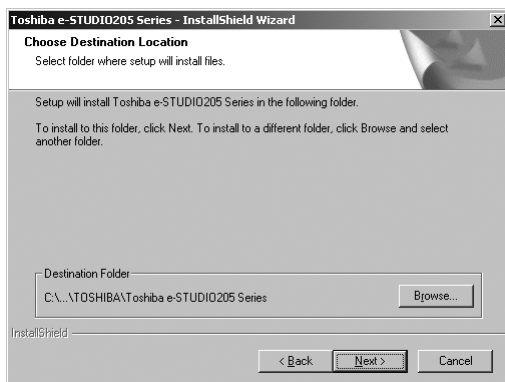 Toshiba e-STUDIO205 Series - InstallShield Wizard
Choose Destination Location
Select folder where setup will install files.
Setup will install Toshiba e-STUDIO205 Series in the following folder.
To install to this folder, click Next. To install to a different folder, click Browse and select
another folder.
Destination Folder
C:\...\TOSHIBA\Toshiba e-STUDIO205 Series
Browse...
InstallShield
< Back
Next >
Cancel